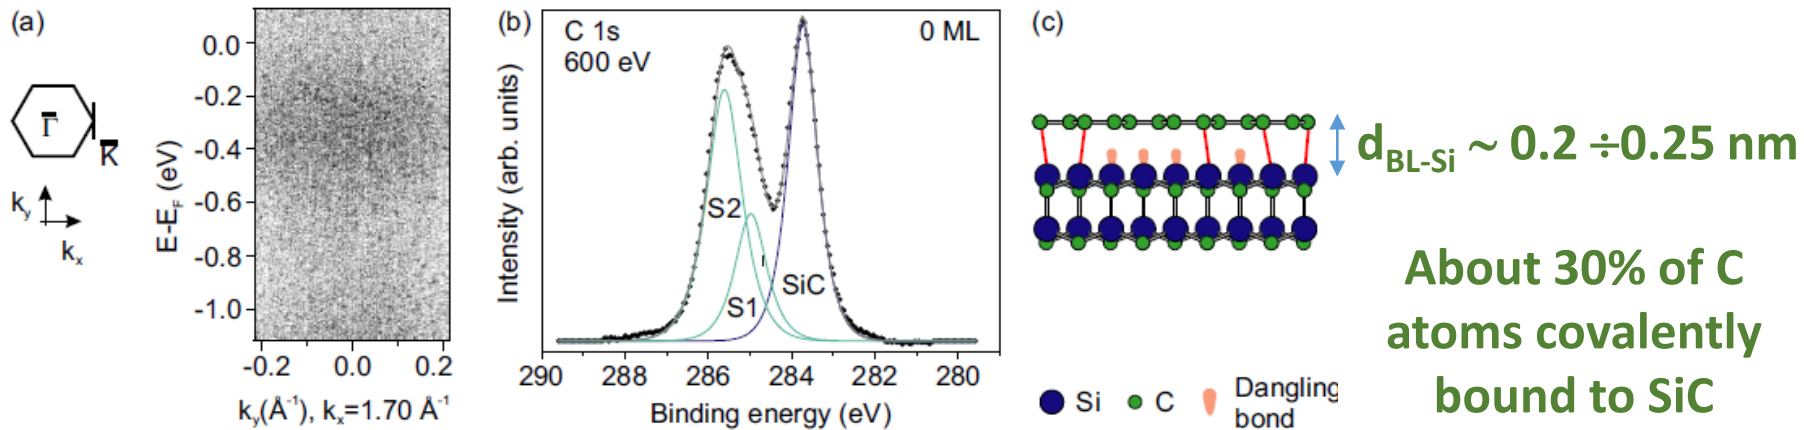 (a)
0.0
-0.2
-0.4
-0.6
-0.8
-1.0
E-E_F (eV)
Γ̅
K̅
k_y
k_x
-0.2 0.0 0.2
k_y(Å⁻¹), k_x=1.70 Å⁻¹
(b)
C 1s
600 eV
0 ML
Intensity (arb. units)
S2
S1
SiC
290 288 286 284 282 280
Binding energy (eV)
(c)
d_BL-Si ~ 0.2 ÷0.25 nm
About 30% of C
atoms covalently
bound to SiC
Si C Dangling
bond